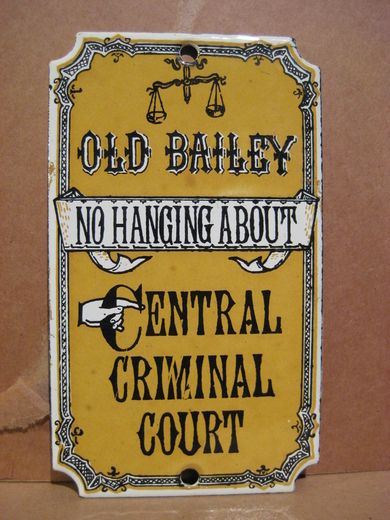 OLD BAILEY
NO HANGING ABOUT
CENTRAL
CRIMINAL
COURT